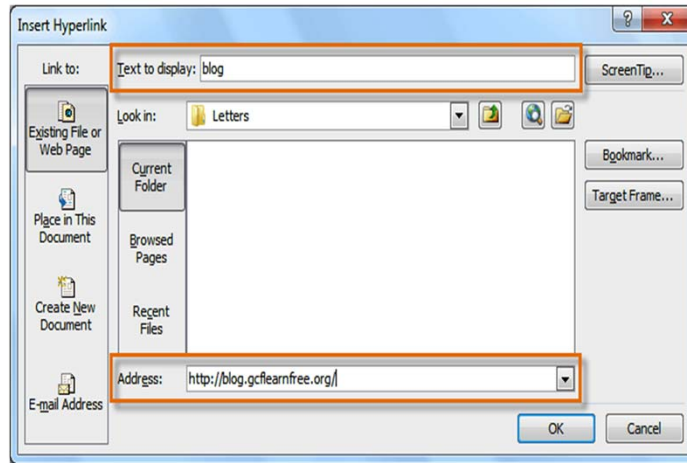 Insert Hyperlink
Link to:
Text to display: blog
ScreenTip...
Existing File or
Web Page
Look in: Letters
Current
Folder
Bookmark...
Place in This
Document
Target Frame...
Browsed
Pages
Create New
Document
Recent
Files
E-mail Address
Address: http://blog.gcflearnfree.org/
OK Cancel